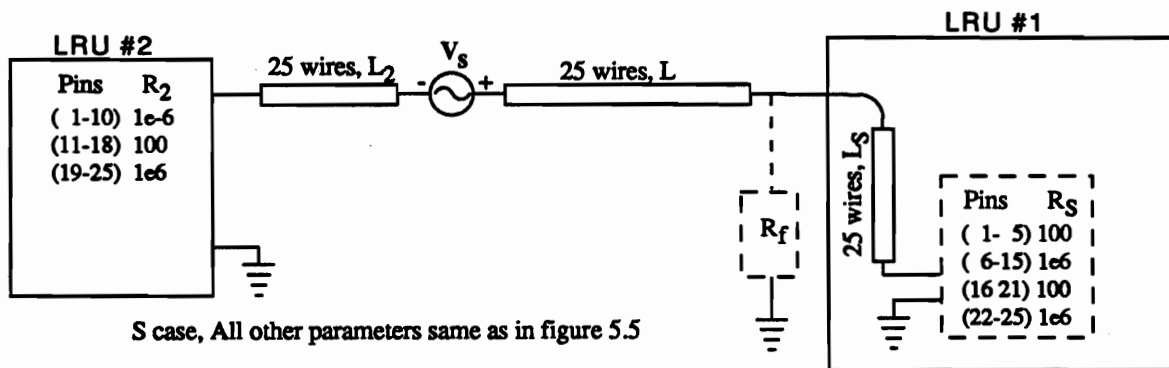 LRU #2
Pins R2
( 1-10) 1e-6
(11-18) 100
(19-25) 1e6
25 wires, L2
Vs
- +
25 wires, L
Rf
LRU #1
25 wires, LS
Pins RS
( 1- 5) 100
( 6-15) 1e6
(16 21) 100
(22-25) 1e6
S case, All other parameters same as in figure 5.5